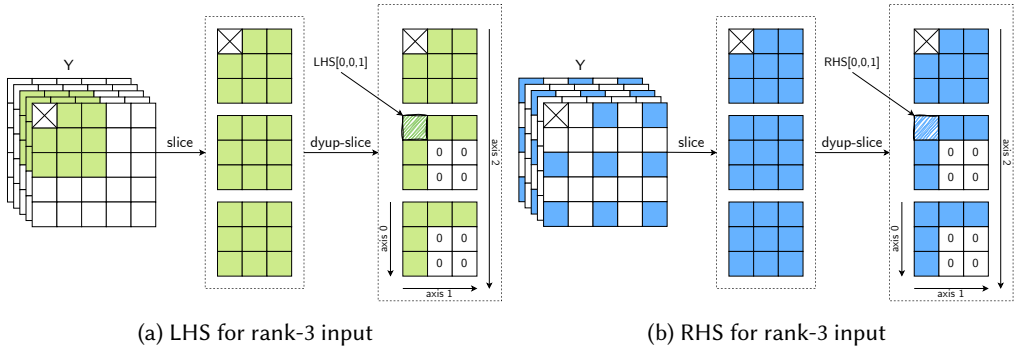 Y
slice
dyup-slice
LHS[0,0,1]
0 0
0 0
0 0
0 0
axis 0
axis 1
axis 2
(a) LHS for rank-3 input
Y
slice
dyup-slice
RHS[0,0,1]
0 0
0 0
0 0
0 0
axis 0
axis 1
axis 2
(b) RHS for rank-3 input